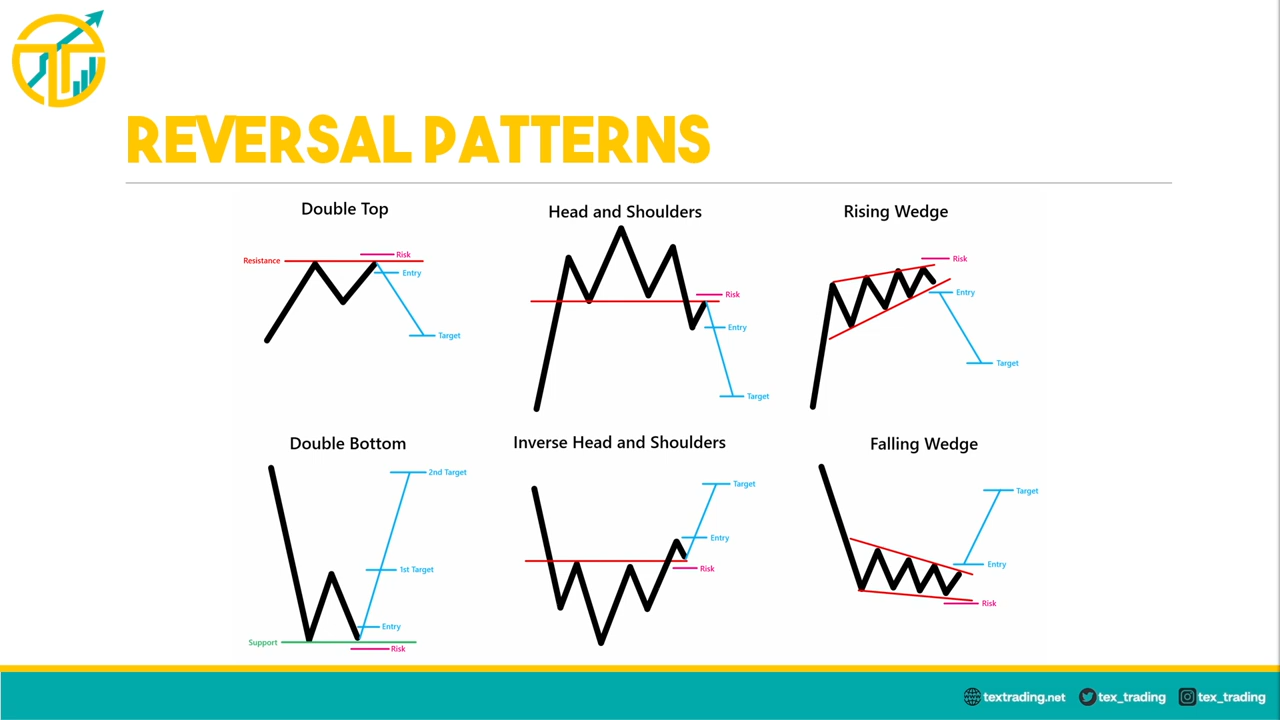 REVERSAL PATTERNS
Double Top
Resistance
Risk
Entry
Target
Head and Shoulders
Risk
Entry
Target
Rising Wedge
Risk
Entry
Target
Double Bottom
2nd Target
1st Target
Entry
Support
Risk
Inverse Head and Shoulders
Target
Entry
Risk
Falling Wedge
Target
Entry
Risk
textrading.net
tex_trading
tex_trading